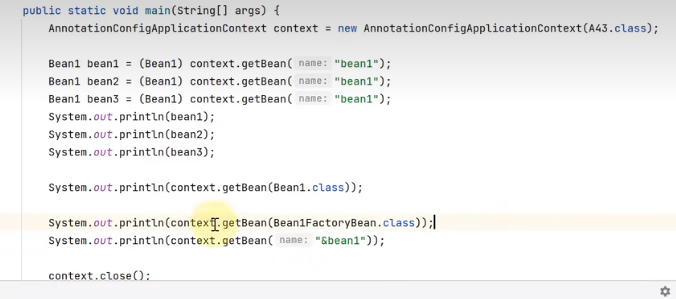 public static void main(String[] args) {
AnnotationConfigApplicationContext context = new AnnotationConfigApplicationContext(A43.class);
Bean1 bean1 = (Bean1) context.getBean( name: "bean1");
Bean1 bean2 = (Bean1) context.getBean( name: "bean1");
Bean1 bean3 = (Bean1) context.getBean( name: "bean1");
System.out.println(bean1);
System.out.println(bean2);
System.out.println(bean3);
System.out.println(context.getBean(Bean1.class));
System.out.println(context.getBean(Bean1FactoryBean.class));
System.out.println(context.getBean( name: "&bean1"));
context.close();